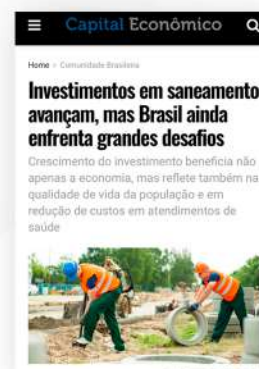 Capital Econômico
Home > Comunidade Brasileira
Investimentos em saneamento
avançam, mas Brasil ainda
enfrenta grandes desafios
Crescimento do investimento beneficia não
apenas a economia, mas reflete também na
qualidade de vida da população e em
redução de custos em atendimentos de
saúde